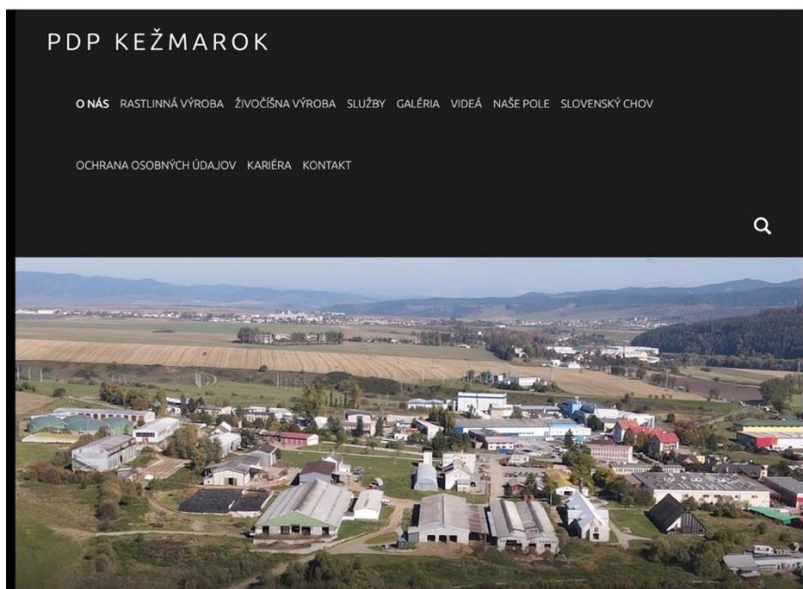 PDP KEŽMAROK
O NÁS RASTLINNÁ VÝROBA ŽIVOČÍŠNA VÝROBA SLUŽBY GALÉRIA VIDEÁ NAŠE POLE SLOVENSKÝ CHOV
OCHRANA OSOBNÝCH ÚDAJOV KARIÉRA KONTAKT